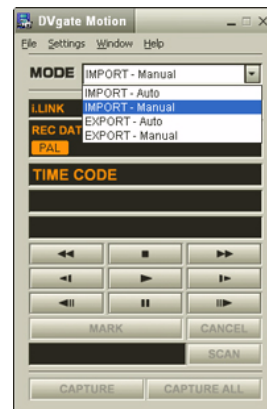 DVgate Motion
File Settings Window Help
MODE IMPORT - Manual
IMPORT - Auto
IMPORT - Manual
EXPORT - Auto
EXPORT - Manual
i.LINK
REC DAT
PAL
TIME CODE
MARK CANCEL
SCAN
CAPTURE CAPTURE ALL